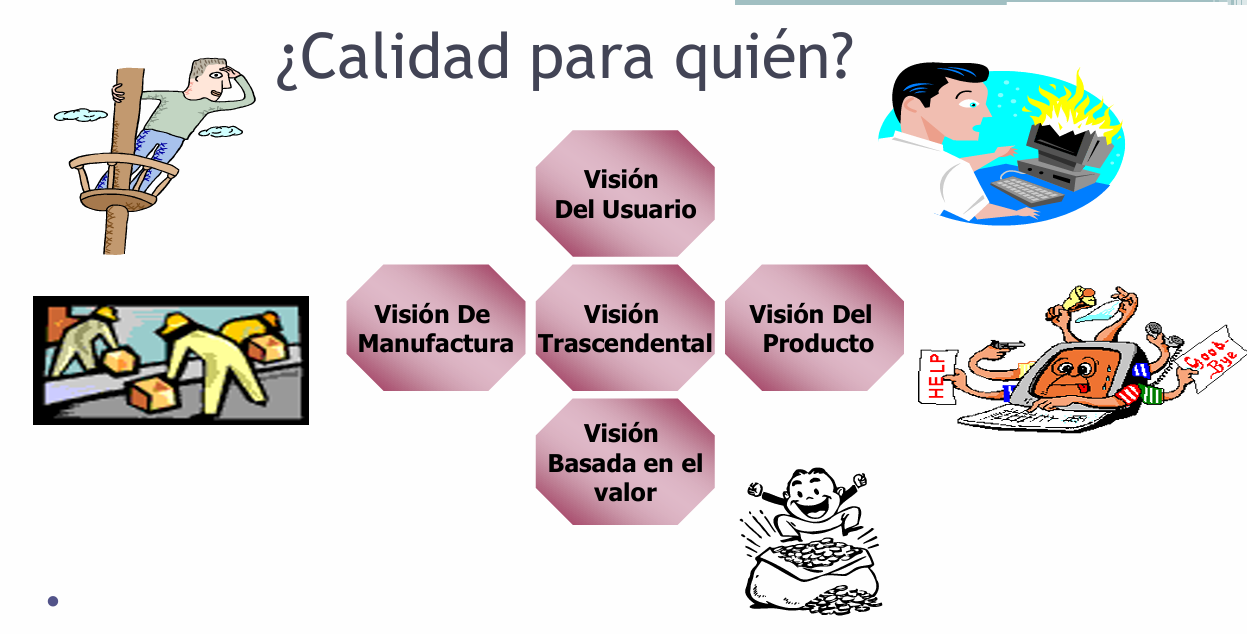 ¿Calidad para quién?
Visión
Del Usuario
Visión De
Manufactura
Visión
Trascendental
Visión Del
Producto
Visión
Basada en el
valor
HELP
Good-
Bye